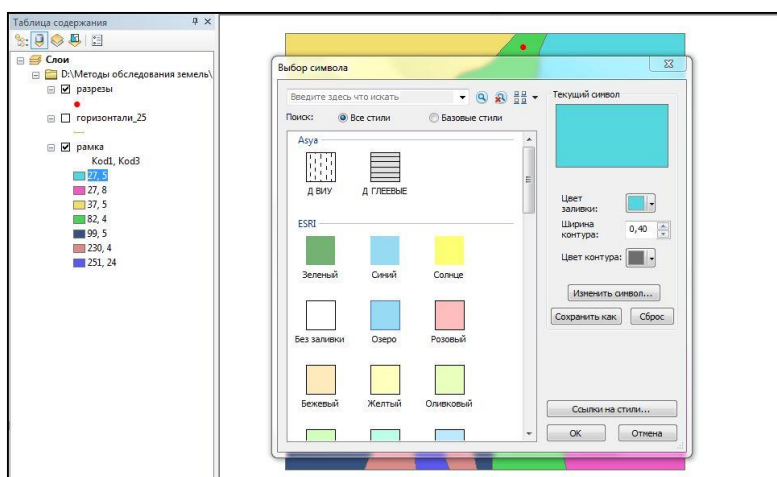 Таблица содержания
Слои
D:\Методы обследования земель\
разрезы
горизонтали_25
рамка
Kod1, Kod3
27, 5
27, 8
37, 5
82, 4
99, 5
230, 4
251, 24
Выбор символа
Введите здесь что искать
Поиск: Все стили Базовые стили
Asya
Д ВИУ Д ГЛЕЕВЫЕ
ESRI
Зеленый Синий Солнце
Без заливки Озеро Розовый
Бежевый Желтый Оливковый
Текущий символ
Цвет заливки:
Ширина контура: 0,40
Цвет контура:
Изменить символ...
Сохранить как Сброс
Ссылки на стили...
OK Отмена